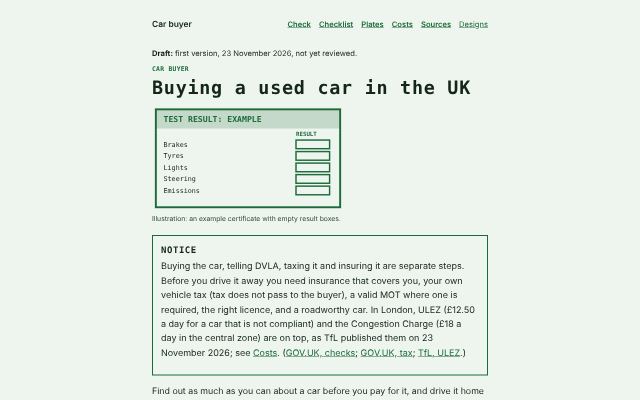 Car buyer
Check Checklist Plates Costs Sources Designs
Draft: first version, 23 November 2026, not yet reviewed.
CAR BUYER
Buying a used car in the UK
TEST RESULT: EXAMPLE
RESULT
Brakes
Tyres
Lights
Steering
Emissions
Illustration: an example certificate with empty result boxes.
NOTICE
Buying the car, telling DVLA, taxing it and insuring it are separate steps.
Before you drive it away you need insurance that covers you, your own
vehicle tax (tax does not pass to the buyer), a valid MOT where one is
required, the right licence, and a roadworthy car. In London, ULEZ (£12.50
a day for a car that is not compliant) and the Congestion Charge (£18 a
day in the central zone) are on top, as TfL published them on 23
November 2026; see Costs. (GOV.UK, checks; GOV.UK, tax; TfL, ULEZ.)
Find out as much as you can about a car before you pay for it, and drive it home